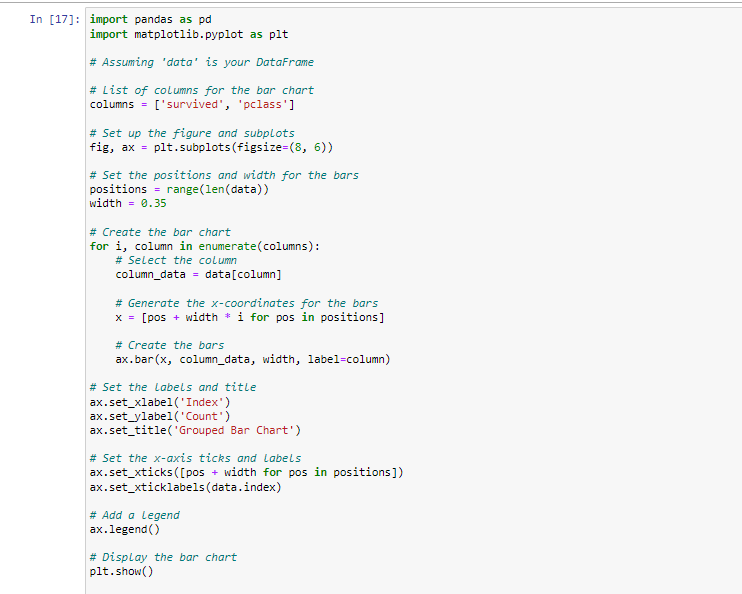 In [17]: import pandas as pd
import matplotlib.pyplot as plt
# Assuming 'data' is your DataFrame
# List of columns for the bar chart
columns = ['survived', 'pclass']
# Set up the figure and subplots
fig, ax = plt.subplots(figsize=(8, 6))
# Set the positions and width for the bars
positions = range(len(data))
width = 0.35
# Create the bar chart
for i, column in enumerate(columns):
    # Select the column
    column_data = data[column]
    # Generate the x-coordinates for the bars
    x = [pos + width * i for pos in positions]
    # Create the bars
    ax.bar(x, column_data, width, label=column)
# Set the labels and title
ax.set_xlabel('Index')
ax.set_ylabel('Count')
ax.set_title('Grouped Bar Chart')
# Set the x-axis ticks and labels
ax.set_xticks([pos + width for pos in positions])
ax.set_xticklabels(data.index)
# Add a legend
ax.legend()
# Display the bar chart
plt.show()